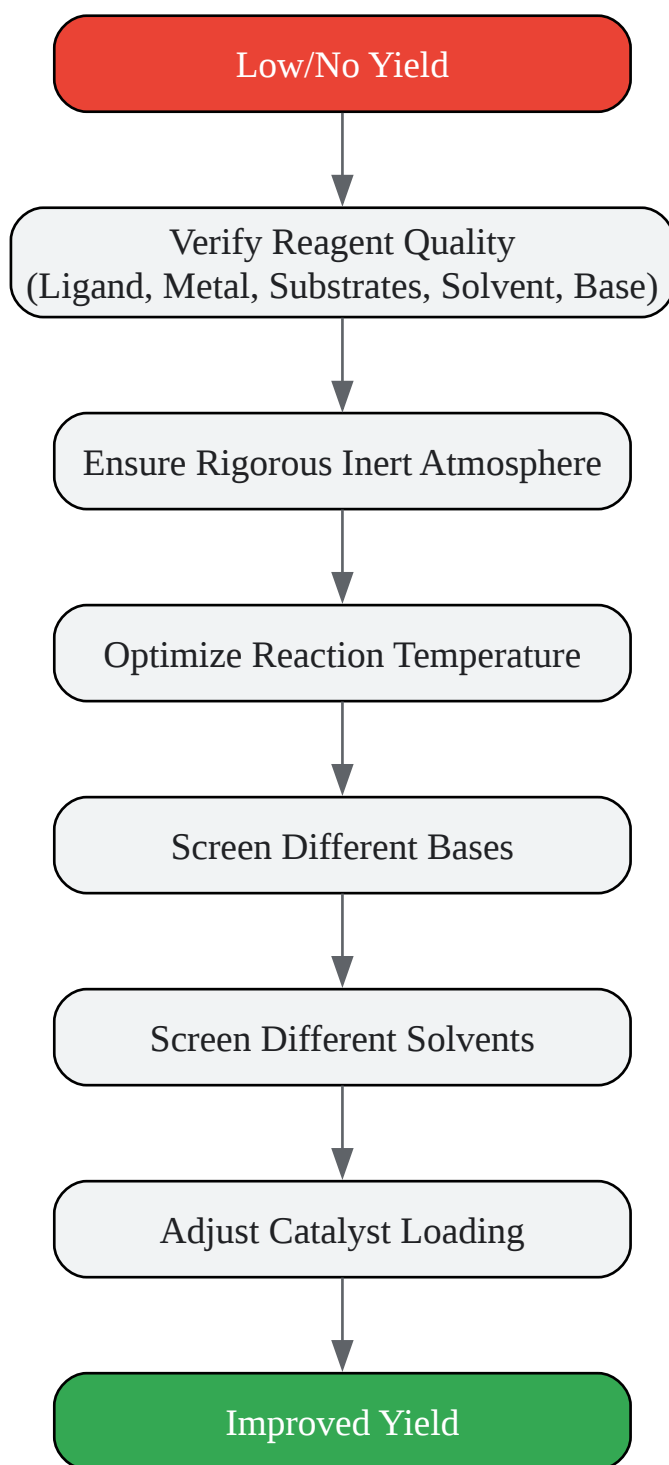 Low/No Yield
Verify Reagent Quality
(Ligand, Metal, Substrates, Solvent, Base)
Ensure Rigorous Inert Atmosphere
Optimize Reaction Temperature
Screen Different Bases
Screen Different Solvents
Adjust Catalyst Loading
Improved Yield